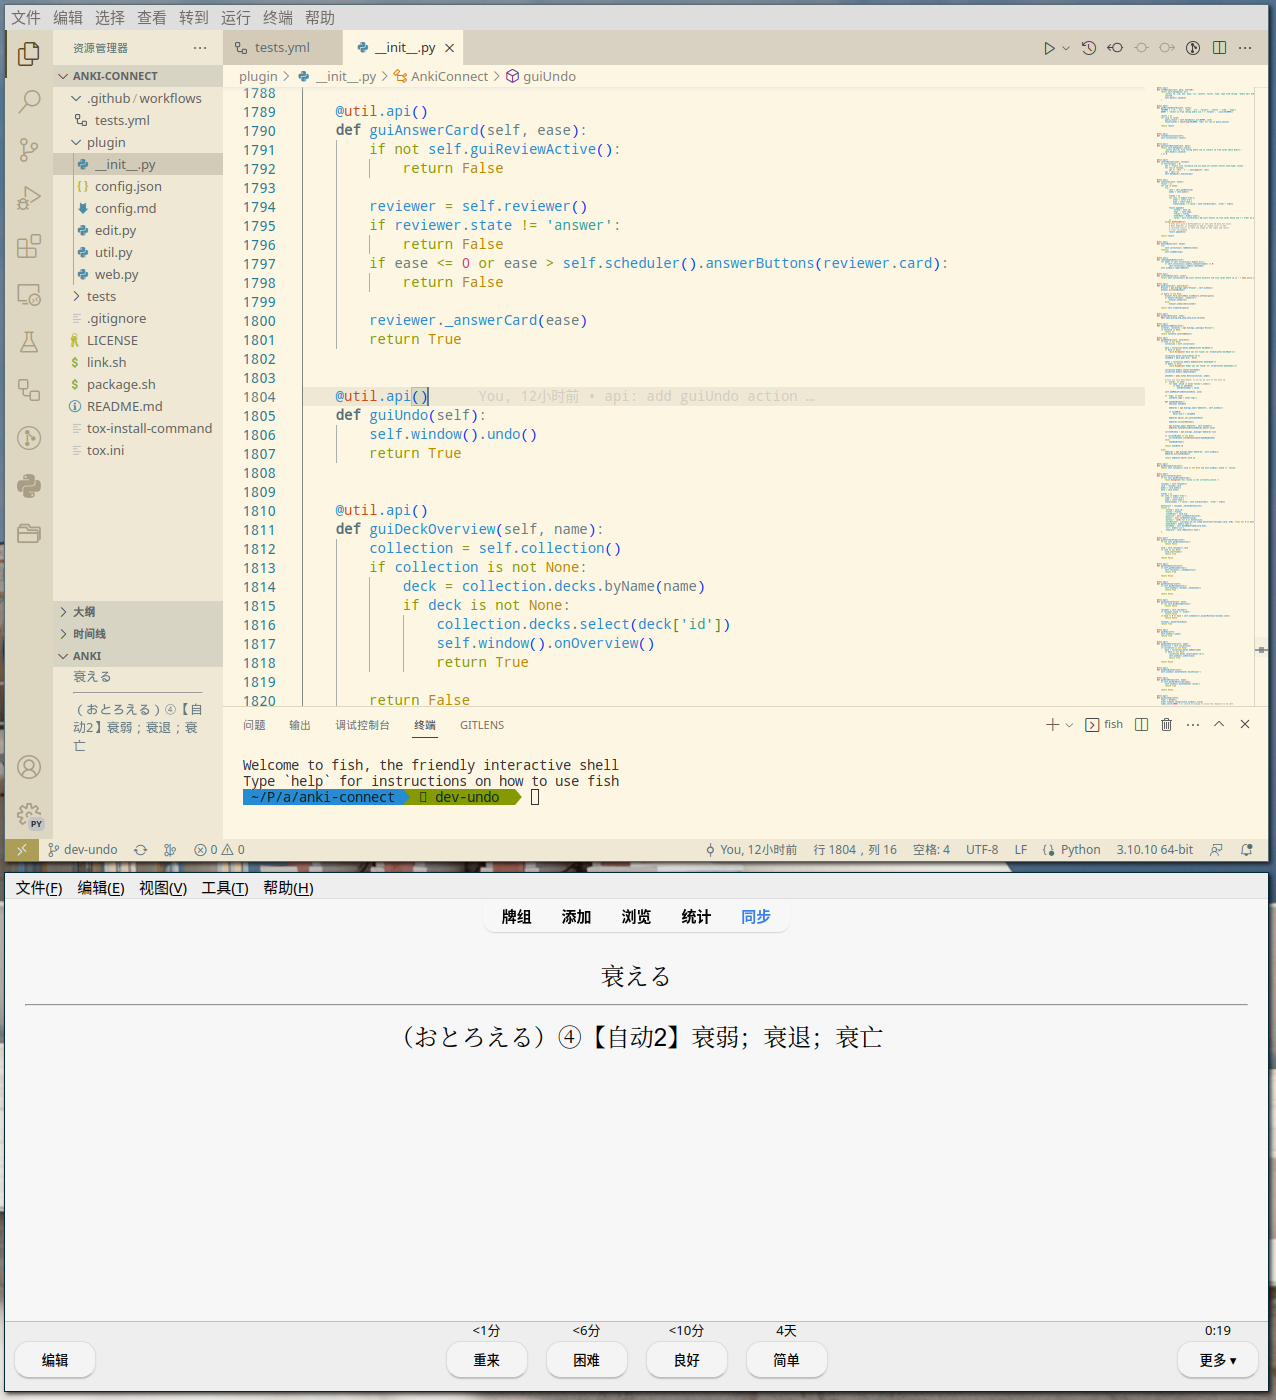 文件 编辑 选择 查看 转到 运行 终端 帮助
资源管理器 ···
ANKI-CONNECT
.github / workflows
tests.yml
plugin
__init__.py
config.json
config.md
edit.py
util.py
web.py
tests
.gitignore
LICENSE
link.sh
package.sh
README.md
tox-install-command
tox.ini
大纲
时间线
ANKI
衰える
（おとろえる）④【自
动2】衰弱；衰退；衰
亡
PY
tests.yml __init__.py
plugin > __init__.py > AnkiConnect > guiUndo
1788
1789 @util.api()
1790 def guiAnswerCard(self, ease):
1791 if not self.guiReviewActive():
1792 return False
1793
1794 reviewer = self.reviewer()
1795 if reviewer.state != 'answer':
1796 return False
1797 if ease <= 0 or ease > self.scheduler().answerButtons(reviewer.card):
1798 return False
1799
1800 reviewer._answerCard(ease)
1801 return True
1802
1803
1804 @util.api() You, 12小时前 • api: add guiUndo action …
1805 def guiUndo(self):
1806 self.window().undo()
1807 return True
1808
1809
1810 @util.api()
1811 def guiDeckOverview(self, name):
1812 collection = self.collection()
1813 if collection is not None:
1814 deck = collection.decks.byName(name)
1815 if deck is not None:
1816 collection.decks.select(deck['id'])
1817 self.window().onOverview()
1818 return True
1819
1820 return False
问题 输出 调试控制台 终端 GITLENS fish
Welcome to fish, the friendly interactive shell
Type `help` for instructions on how to use fish
~/P/a/anki-connect dev-undo
dev-undo 0 0 You, 12小时前 行 1804，列 16 空格: 4 UTF-8 LF Python 3.10.10 64-bit
文件(F) 编辑(E) 视图(V) 工具(T) 帮助(H)
牌组 添加 浏览 统计 同步
衰える
（おとろえる）④【自动2】衰弱；衰退；衰亡
<1分 <6分 <10分 4天 0:19
编辑 重来 困难 良好 简单 更多 ▾